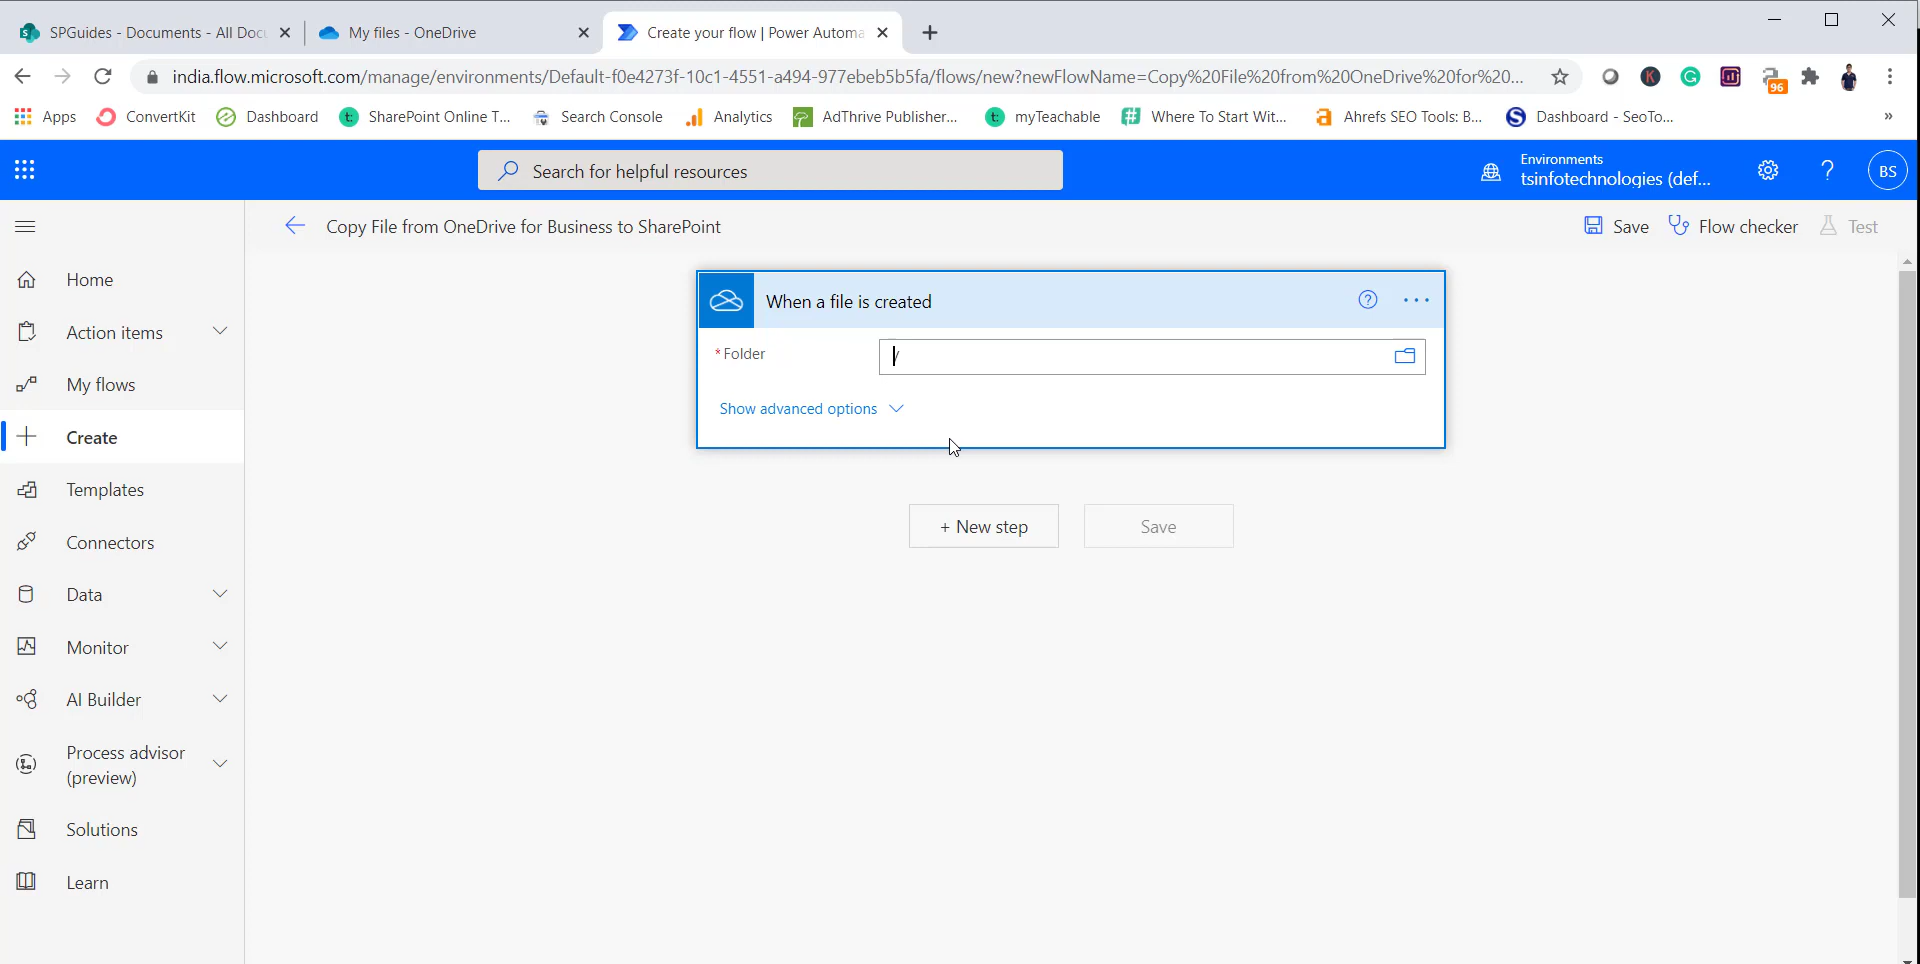 SPGuides - Documents - All Docu
My files - OneDrive
Create your flow | Power Automa
india.flow.microsoft.com/manage/environments/Default-f0e4273f-10c1-4551-a494-977ebeb5b5fa/flows/new?newFlowName=Copy%20File%20from%20OneDrive%20for%20...
K
G
96
Apps
ConvertKit
Dashboard
t:
SharePoint Online T...
Search Console
Analytics
AdThrive Publisher...
t:
myTeachable
Where To Start Wit...
a
Ahrefs SEO Tools: B...
S
Dashboard - SeoTo...
»
Search for helpful resources
Environments
tsinfotechnologies (def...
?
BS
Copy File from OneDrive for Business to SharePoint
Save
Flow checker
Test
Home
Action items
My flows
Create
Templates
Connectors
Data
Monitor
AI Builder
Process advisor
(preview)
Solutions
Learn
When a file is created
?
...
* Folder
/
Show advanced options
+ New step
Save